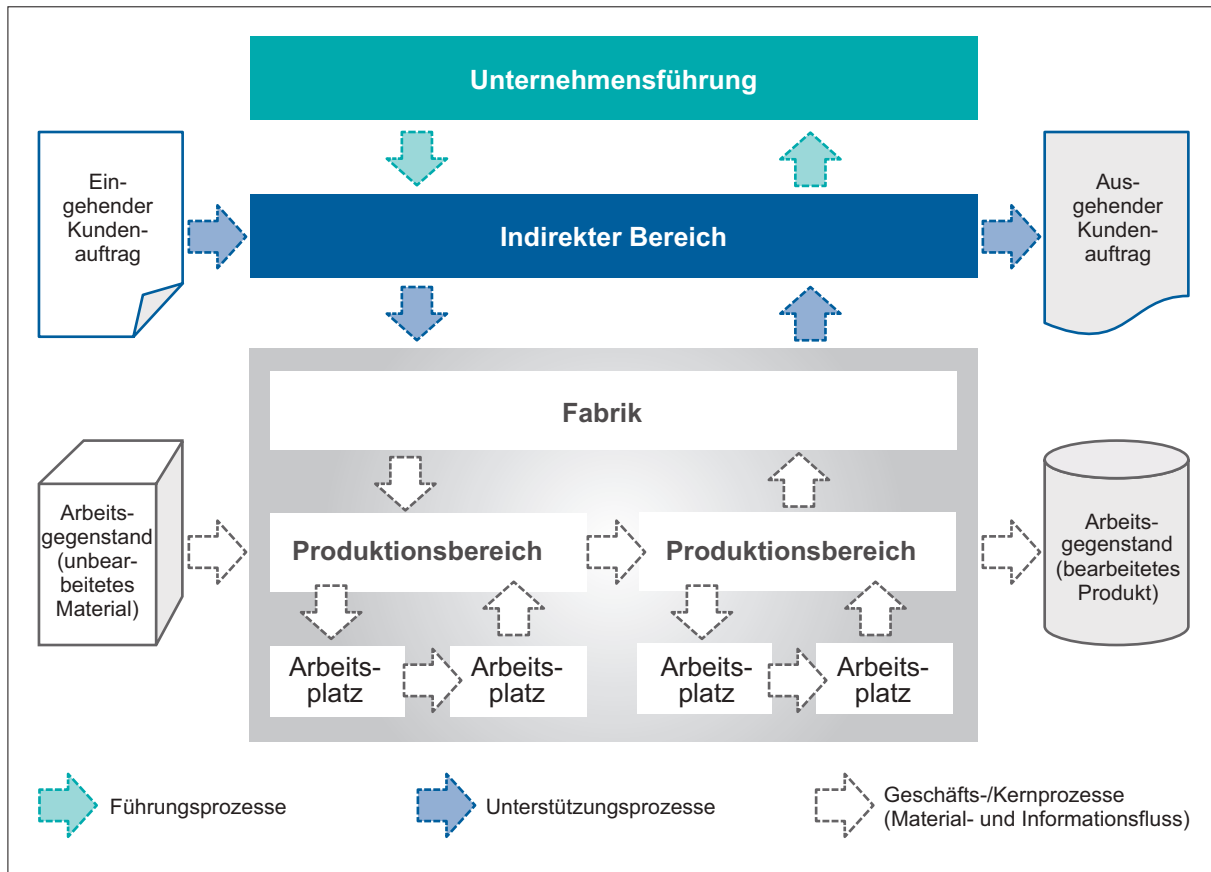 Unternehmensführung
Ein-
gehender
Kunden-
auftrag
Indirekter Bereich
Aus-
gehender
Kunden-
auftrag
Fabrik
Arbeits-
gegenstand
(unbear-
beitetes
Material)
Produktionsbereich
Produktionsbereich
Arbeits-
gegenstand
(bearbeitetes
Produkt)
Arbeits-
platz
Arbeits-
platz
Arbeits-
platz
Arbeits-
platz
Führungsprozesse
Unterstützungsprozesse
Geschäfts-/Kernprozesse
(Material- und Informationsfluss)